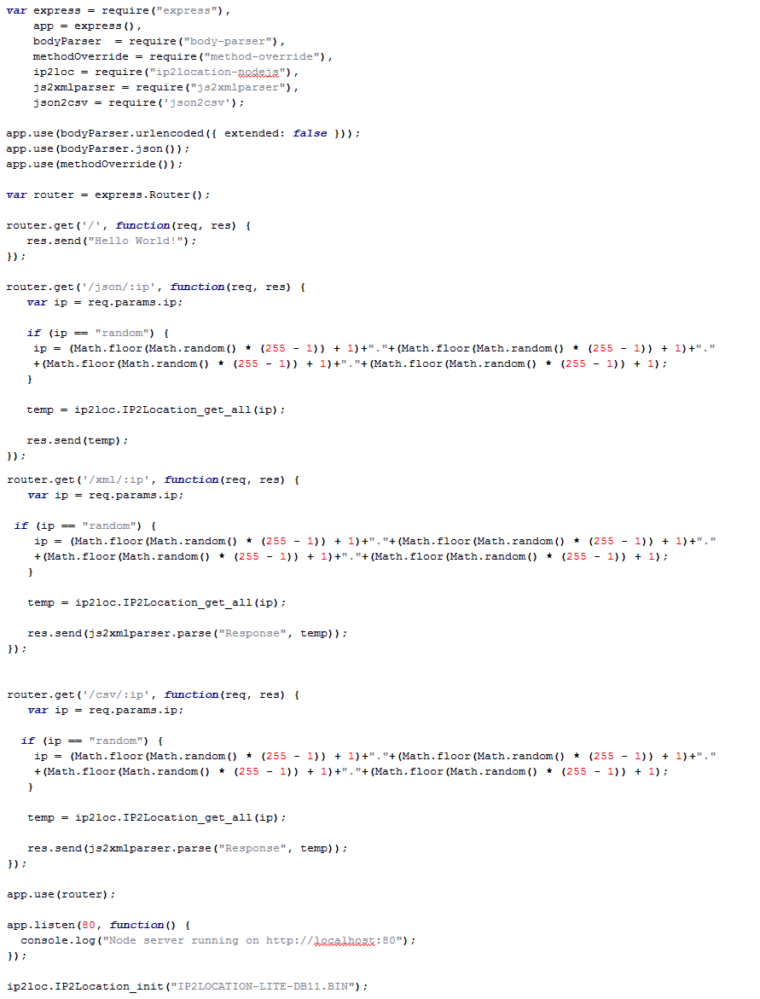 var express = require("express"),
    app = express(),
    bodyParser  = require("body-parser"),
    methodOverride = require("method-override"),
    ip2loc = require("ip2location-nodejs"),
    js2xmlparser = require("js2xmlparser"),
    json2csv = require('json2csv');

app.use(bodyParser.urlencoded({ extended: false }));
app.use(bodyParser.json());
app.use(methodOverride());

var router = express.Router();

router.get('/', function(req, res) {
   res.send("Hello World!");
});

router.get('/json/:ip', function(req, res) {
   var ip = req.params.ip;

   if (ip == "random") {
    ip = (Math.floor(Math.random() * (255 - 1)) + 1)+"."+(Math.floor(Math.random() * (255 - 1)) + 1)+"."
    +(Math.floor(Math.random() * (255 - 1)) + 1)+"."+(Math.floor(Math.random() * (255 - 1)) + 1);
   }

   temp = ip2loc.IP2Location_get_all(ip);

   res.send(temp);
});
router.get('/xml/:ip', function(req, res) {
   var ip = req.params.ip;

 if (ip == "random") {
    ip = (Math.floor(Math.random() * (255 - 1)) + 1)+"."+(Math.floor(Math.random() * (255 - 1)) + 1)+"."
    +(Math.floor(Math.random() * (255 - 1)) + 1)+"."+(Math.floor(Math.random() * (255 - 1)) + 1);
   }

   temp = ip2loc.IP2Location_get_all(ip);

   res.send(js2xmlparser.parse("Response", temp));
});


router.get('/csv/:ip', function(req, res) {
   var ip = req.params.ip;

  if (ip == "random") {
    ip = (Math.floor(Math.random() * (255 - 1)) + 1)+"."+(Math.floor(Math.random() * (255 - 1)) + 1)+"."
    +(Math.floor(Math.random() * (255 - 1)) + 1)+"."+(Math.floor(Math.random() * (255 - 1)) + 1);
   }

   temp = ip2loc.IP2Location_get_all(ip);

   res.send(js2xmlparser.parse("Response", temp));
});

app.use(router);

app.listen(80, function() {
  console.log("Node server running on http://localhost:80");
});

ip2loc.IP2Location_init("IP2LOCATION-LITE-DB11.BIN");